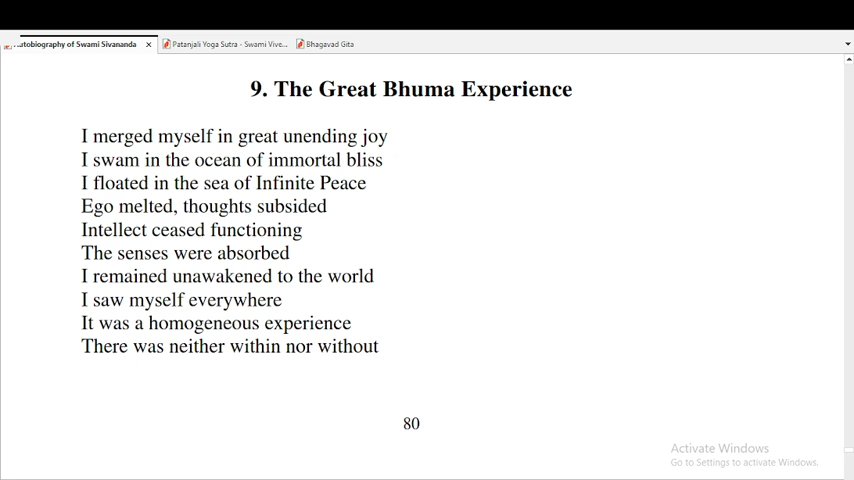 utobiography of Swami Sivananda
Patanjali Yoga Sutra - Swami Vive...
Bhagavad Gita
9. The Great Bhuma Experience
I merged myself in great unending joy
I swam in the ocean of immortal bliss
I floated in the sea of Infinite Peace
Ego melted, thoughts subsided
Intellect ceased functioning
The senses were absorbed
I remained unawakened to the world
I saw myself everywhere
It was a homogeneous experience
There was neither within nor without
80
Activate Windows
Go to Settings to activate Windows.